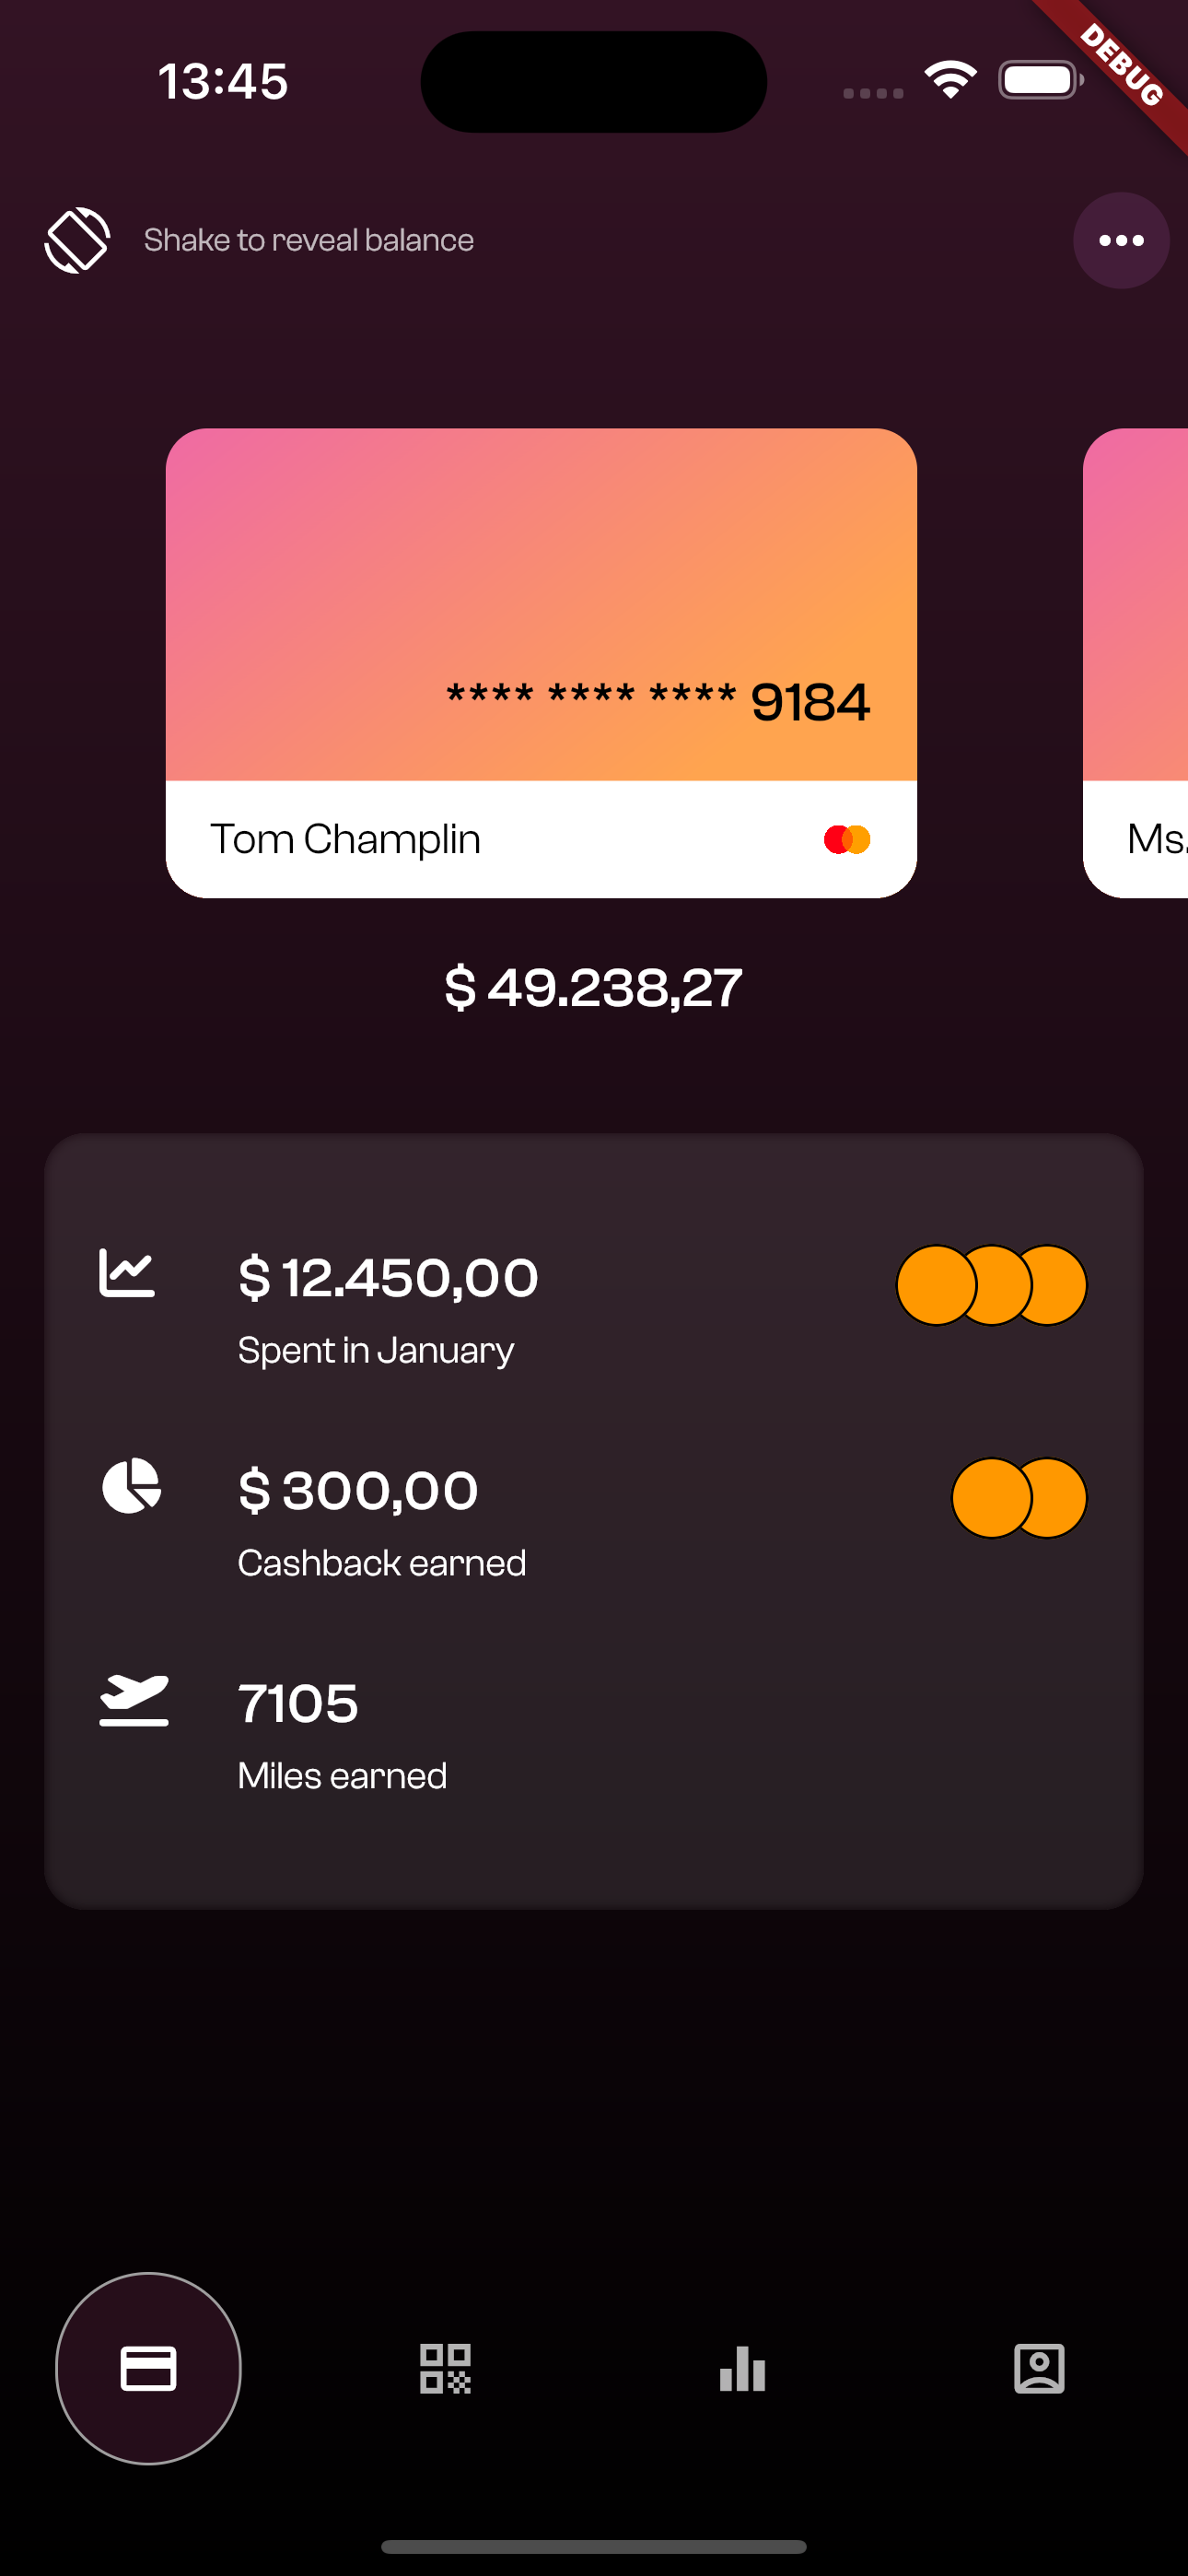 13:45
DEBUG
Shake to reveal balance
**** **** **** 9184
Tom Champlin
Ms.
$ 49.238,27
$ 12.450,00
Spent in January
$ 300,00
Cashback earned
7105
Miles earned